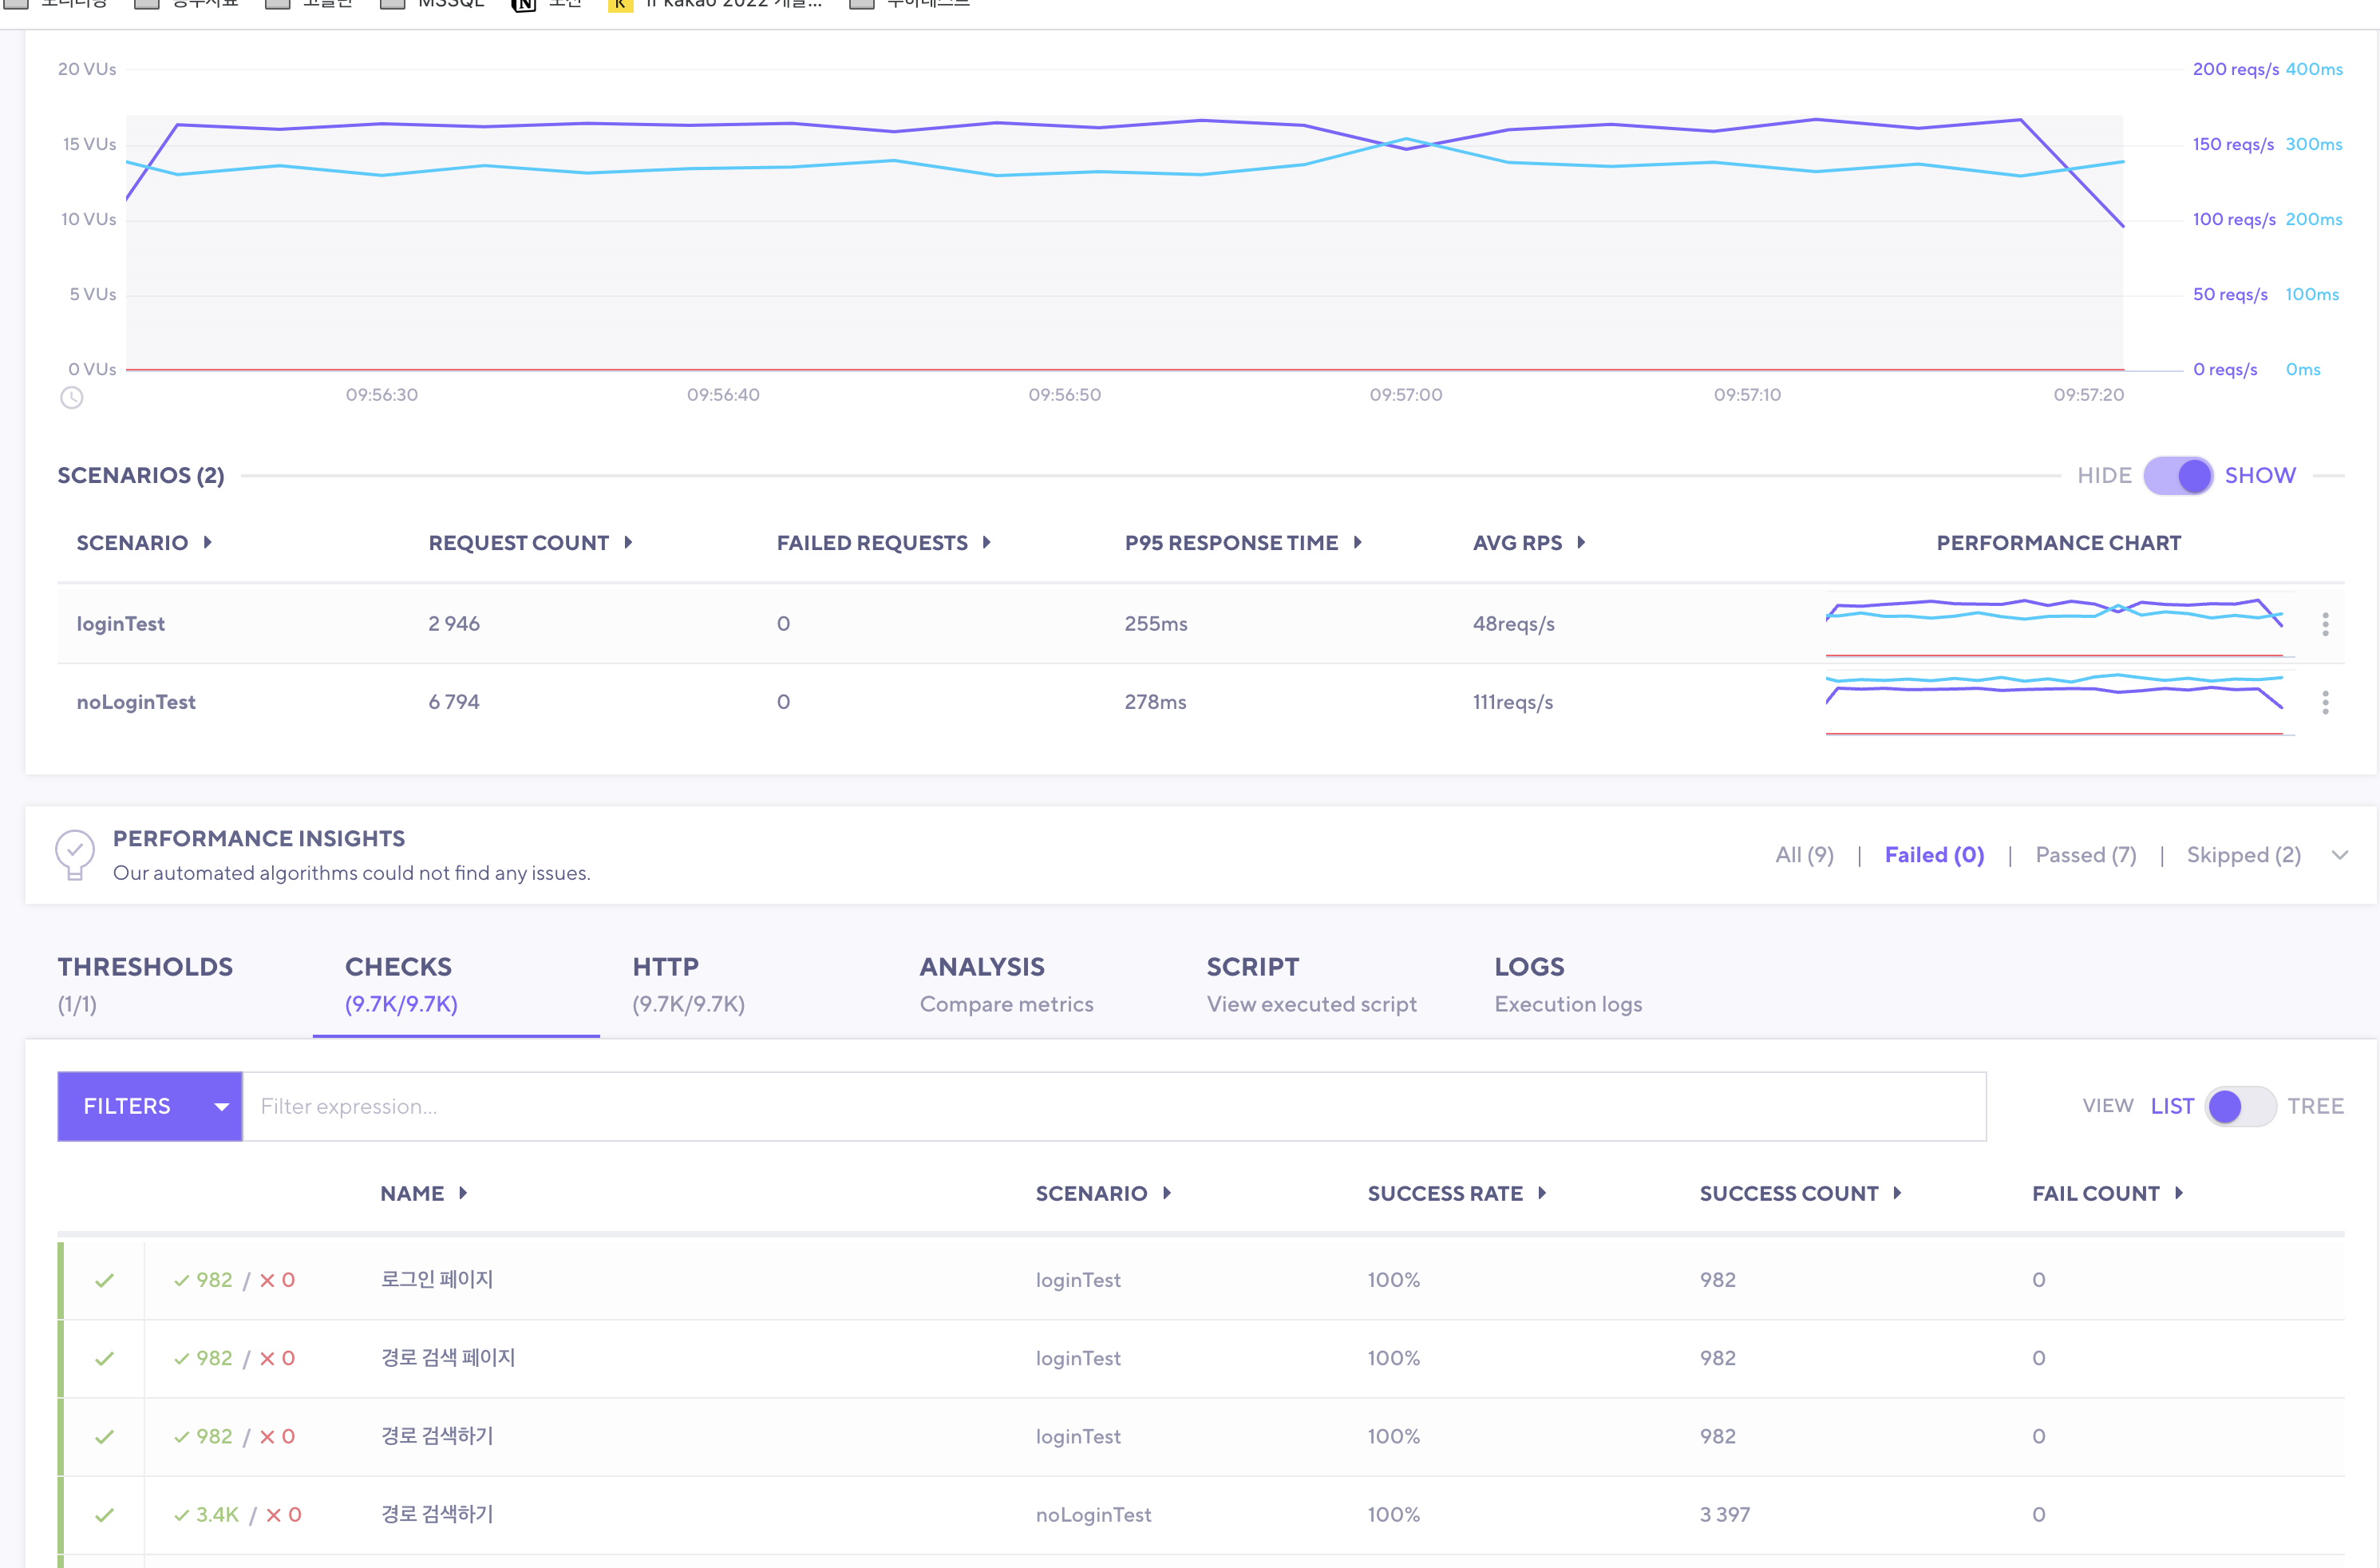 MSSQL
20 VUs 200 reqs/s 400ms
15 VUs 150 reqs/s 300ms
10 VUs 100 reqs/s 200ms
5 VUs 50 reqs/s 100ms
0 VUs 0 reqs/s 0ms
09:56:30 09:56:40 09:56:50 09:57:00 09:57:10 09:57:20
SCENARIOS (2) HIDE SHOW
SCENARIO REQUEST COUNT FAILED REQUESTS P95 RESPONSE TIME AVG RPS PERFORMANCE CHART
loginTest 2 946 0 255ms 48reqs/s
noLoginTest 6 794 0 278ms 111reqs/s
PERFORMANCE INSIGHTS
Our automated algorithms could not find any issues.
All (9) | Failed (0) | Passed (7) | Skipped (2)
THRESHOLDS CHECKS HTTP ANALYSIS SCRIPT LOGS
(1/1) (9.7K/9.7K) (9.7K/9.7K) Compare metrics View executed script Execution logs
FILTERS Filter expression... VIEW LIST TREE
NAME SCENARIO SUCCESS RATE SUCCESS COUNT FAIL COUNT
982 / 0 로그인 페이지 loginTest 100% 982 0
982 / 0 경로 검색 페이지 loginTest 100% 982 0
982 / 0 경로 검색하기 loginTest 100% 982 0
3.4K / 0 경로 검색하기 noLoginTest 100% 3 397 0